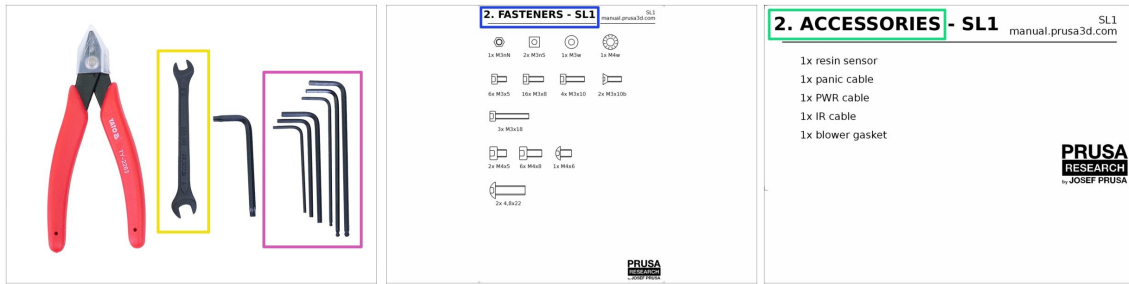 YATO
YT-2263
2. FASTENERS - SL1
SL1
manual.prusa3d.com
1x M3nN
2x M3nS
1x M3w
1x M4w
6x M3x5
16x M3x8
4x M3x10
2x M3x10b
3x M3x18
2x M4x5
6x M4x8
1x M4x6
2x 4,8x22
PRUSA
RESEARCH
by JOSEF PRUSA
2. ACCESSORIES - SL1
SL1
manual.prusa3d.com
1x resin sensor
1x panic cable
1x PWR cable
1x IR cable
1x blower gasket
PRUSA
RESEARCH
by JOSEF PRUSA